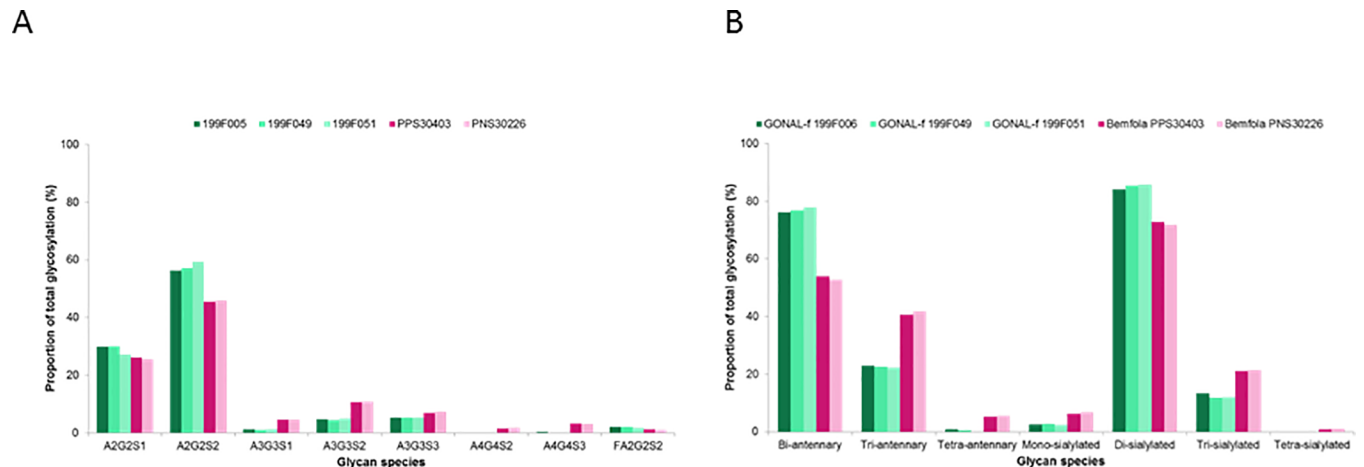 A
B
199F005 199F049 199F051 PPS30403 PNS30226
Proportion of total glycosylation (%)
100
80
60
40
20
0
A2G2S1 A2G2S2 A3G3S1 A3G3S2 A3G3S3 A4G4S2 A4G4S3 FA2G2S2
Glycan species
GONAL-f 199F006 GONAL-f 199F049 GONAL-f 199F051 Bemfola PPS30403 Bemfola PNS30226
Proportion of total glycosylation (%)
100
80
60
40
20
0
Bi-antennary Tri-antennary Tetra-antennary Mono-sialylated Di-sialylated Tri-sialylated Tetra-sialylated
Glycan species